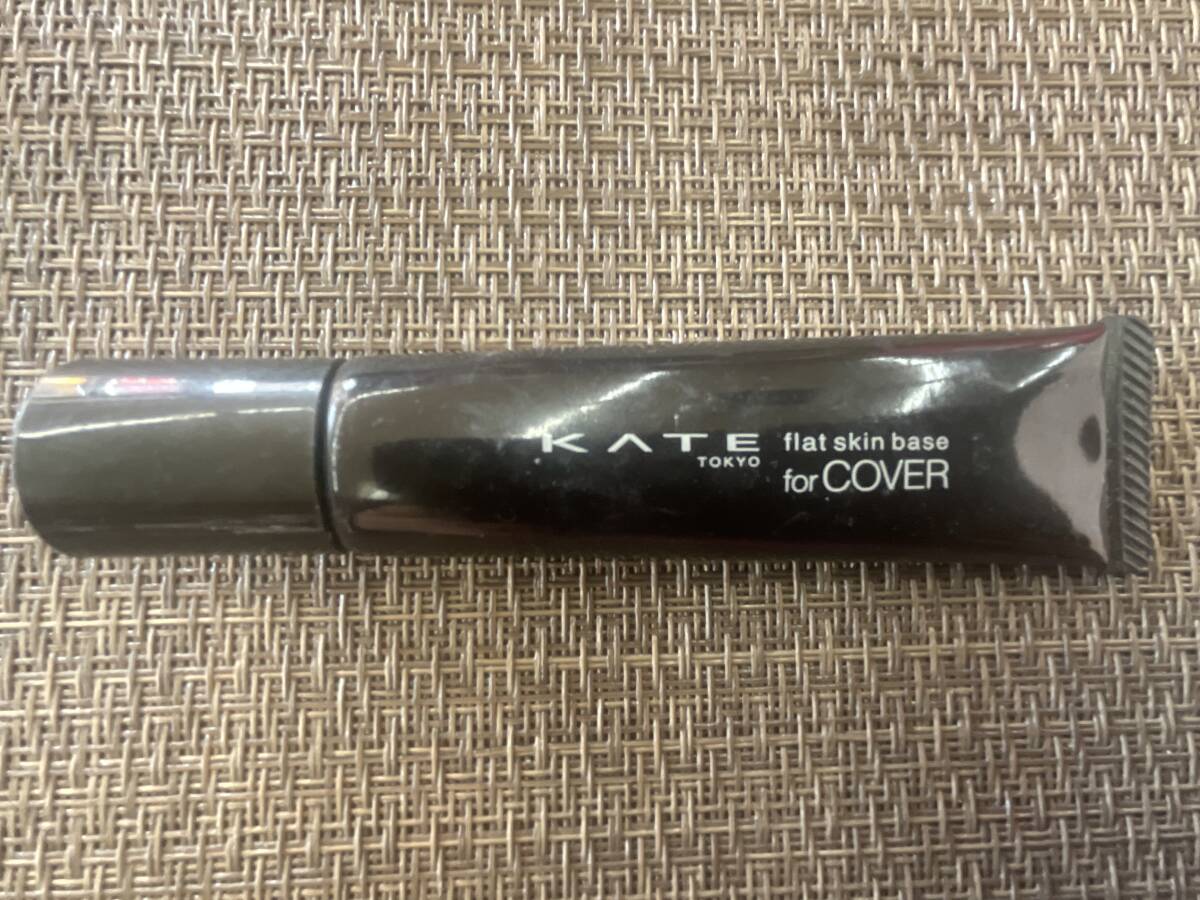 KATE
TOKYO
flat skin base
for COVER